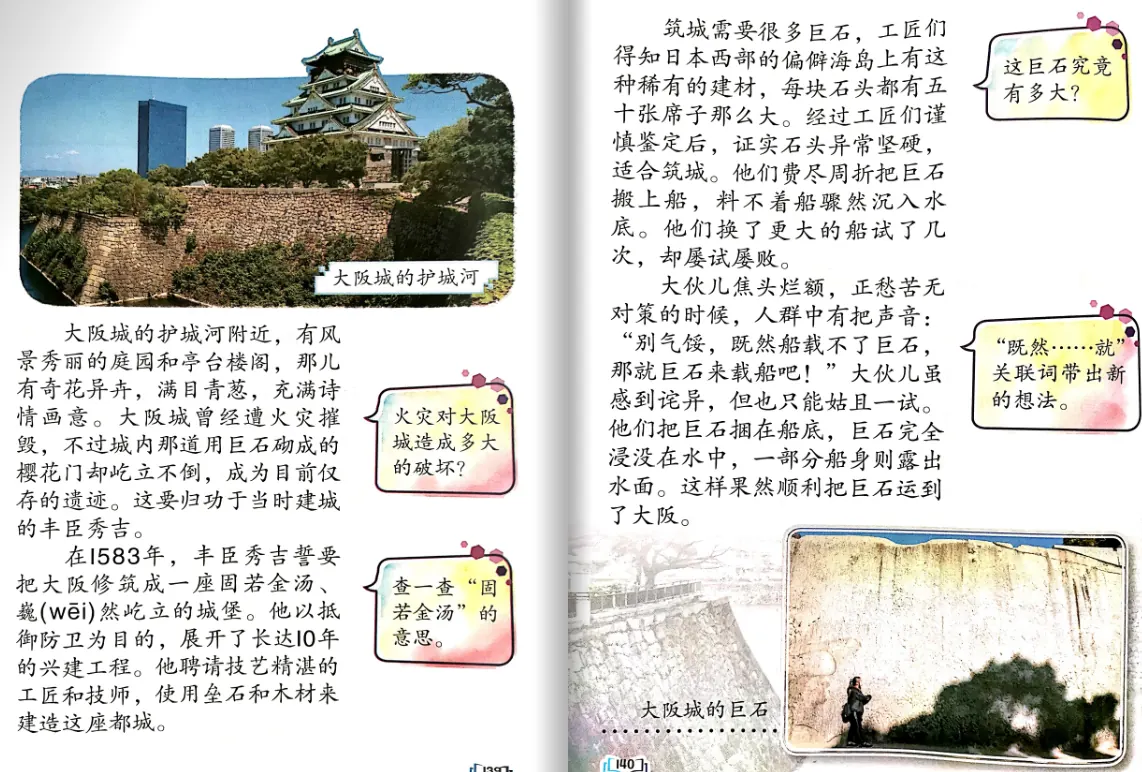 大阪城的护城河
大阪城的护城河附近，有风
景秀丽的庭园和亭台楼阁，那儿
有奇花异卉，满目青葱，充满诗
情画意。大阪城曾经遭火灾摧
毁，不过城内那道用巨石砌成的
樱花门却屹立不倒，成为目前仅
存的遗迹。这要归功于当时建城
的丰臣秀吉。
火灾对大阪
城造成多大
的破坏？
在1583年，丰臣秀吉誓要
把大阪修筑成一座固若金汤、
巍(wēi)然屹立的城堡。他以抵
御防卫为目的，展开了长达10年
的兴建工程。他聘请技艺精湛的
工匠和技师，使用垒石和木材来
建造这座都城。
查一查“固
若金汤”的
意思。
139
筑城需要很多巨石，工匠们
得知日本西部的偏僻海岛上有这
种稀有的建材，每块石头都有五
十张席子那么大。经过工匠们谨
慎鉴定后，证实石头异常坚硬，
适合筑城。他们费尽周折把巨石
搬上船，料不着船骤然沉入水
底。他们换了更大的船试了几
次，却屡试屡败。
这巨石究竟
有多大？
大伙儿焦头烂额，正愁苦无
对策的时候，人群中有把声音：
“别气馁，既然船载不了巨石，
那就巨石来载船吧！”大伙儿虽
感到诧异，但也只能姑且一试。
他们把巨石捆在船底，巨石完全
浸没在水中，一部分船身则露出
水面。这样果然顺利把巨石运到
了大阪。
“既然……就”
关联词带出新
的想法。
大阪城的巨石
140